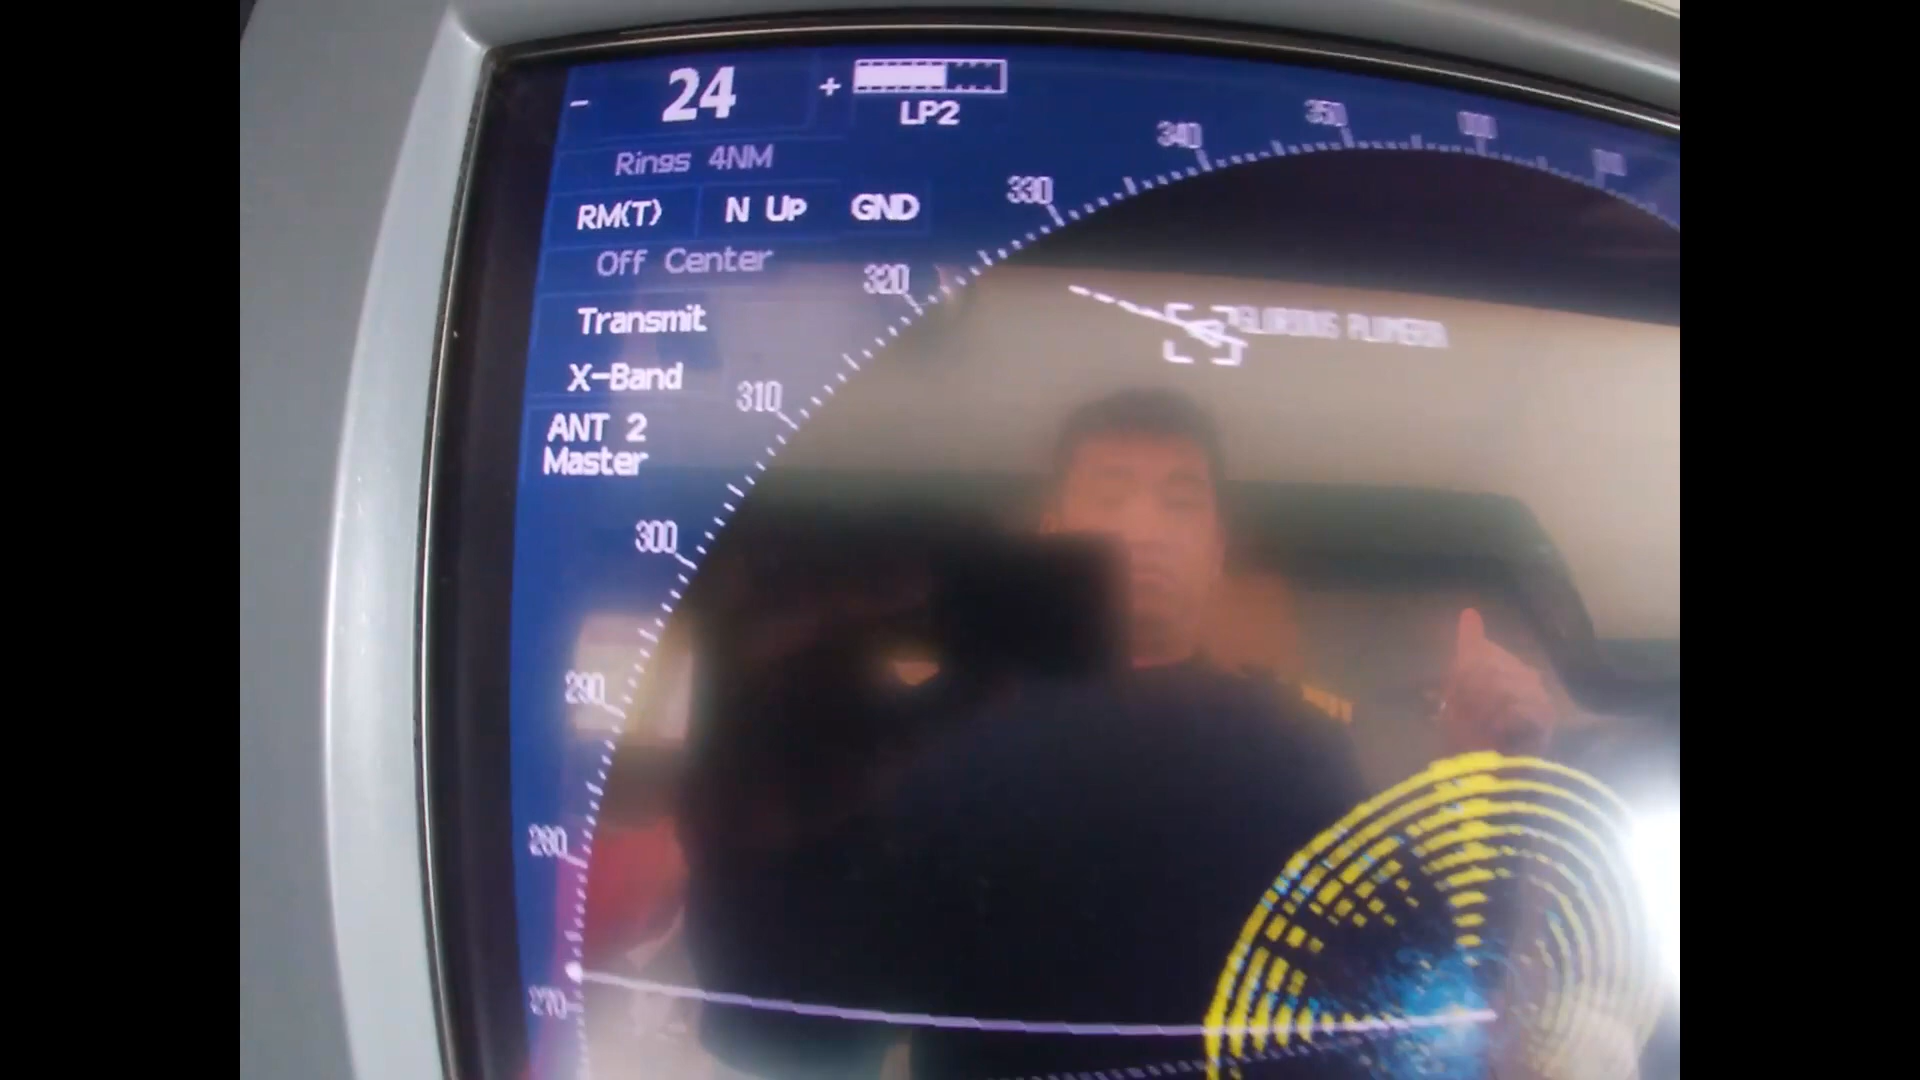 - 24 +
LP2
Rings 4NM
RM(T) N Up GND
Off Center
Transmit
X-Band
ANT 2
Master
270
280
290
300
310
320
330
340
350
000